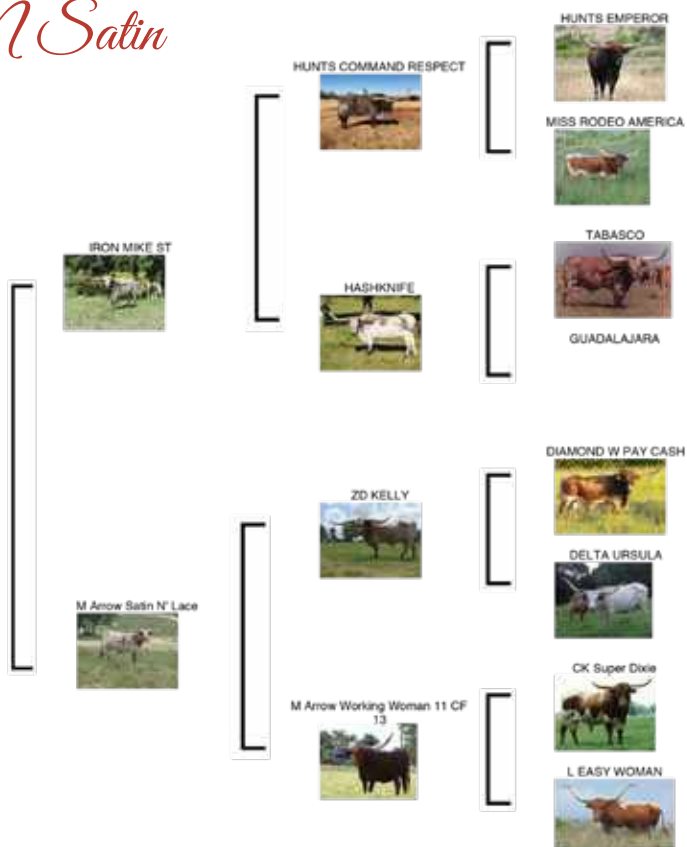 Satin
HUNTS EMPEROR
HUNTS COMMAND RESPECT
MISS RODEO AMERICA
IRON MIKE ST
TABASCO
HASHKNIFE
GUADALAJARA
DIAMOND W PAY CASH
ZD KELLY
DELTA URSULA
M Arrow Satin N' Lace
CK Super Dixie
M Arrow Working Woman 11 CF
13
L EASY WOMAN